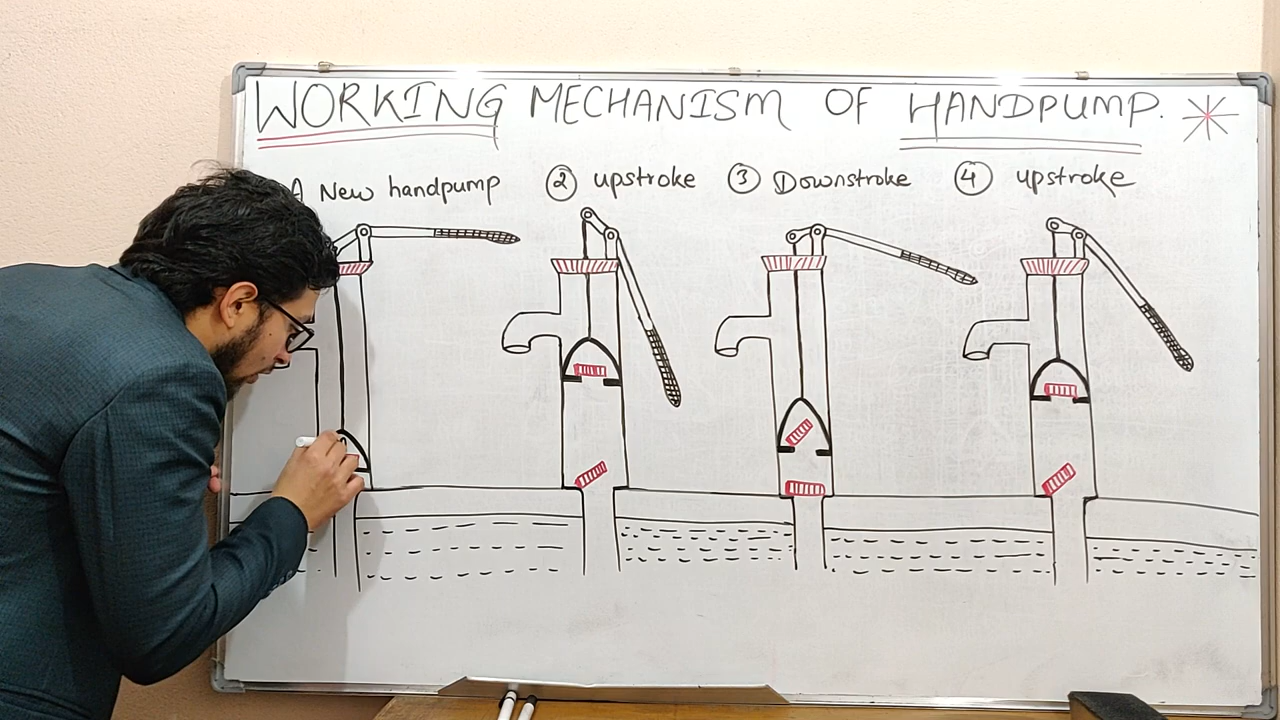 WORKING MECHANISM OF HANDPUMP.
A New handpump
② upstroke
③ Downstroke
④ upstroke